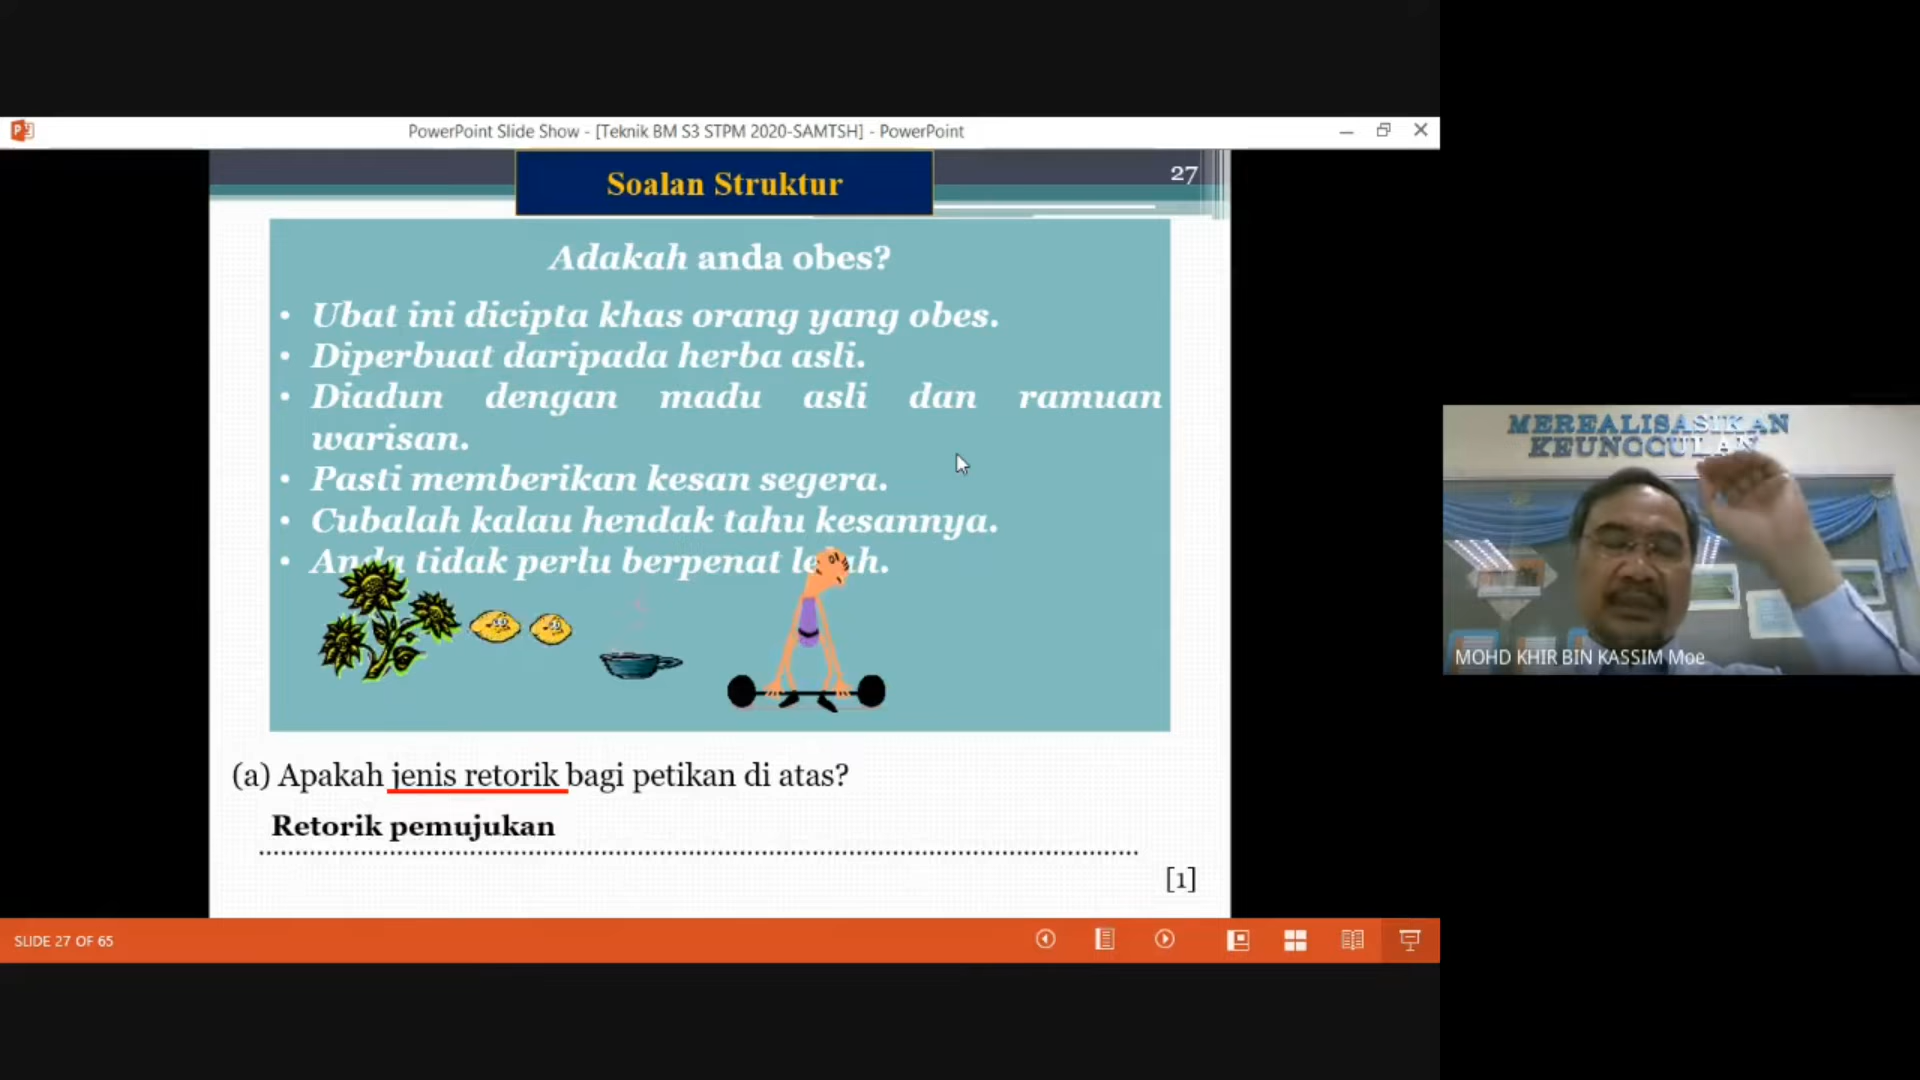 PowerPoint Slide Show - [Teknik BM S3 STPM 2020-SAMTSH] - PowerPoint
Soalan Struktur
27
Adakah anda obes?
• Ubat ini dicipta khas orang yang obes.
• Diperbuat daripada herba asli.
• Diadun dengan madu asli dan ramuan
warisan.
• Pasti memberikan kesan segera.
• Cubalah kalau hendak tahu kesannya.
• Anda tidak perlu berpenat lelah.
(a) Apakah jenis retorik bagi petikan di atas?
Retorik pemujukan
[1]
SLIDE 27 OF 65
MEREALISASIKAN
KEUNGGULAN
MOHD KHIR BIN KASSIM Moe